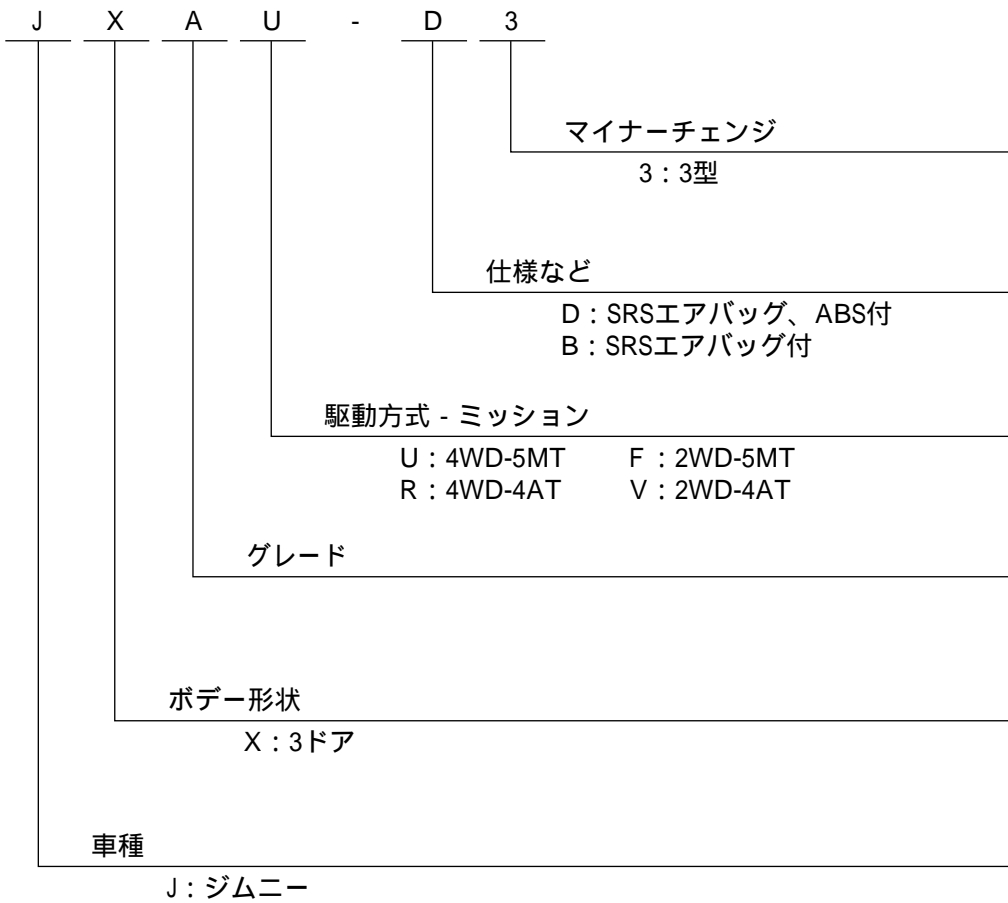 J X A U - D 3
マイナーチェンジ
3：3型
仕様など
D：SRSエアバッグ、ABS付
B：SRSエアバッグ付
駆動方式 - ミッション
U：4WD-5MT F：2WD-5MT
R：4WD-4AT V：2WD-4AT
グレード
ボデー形状
X：3ドア
車種
J：ジムニー